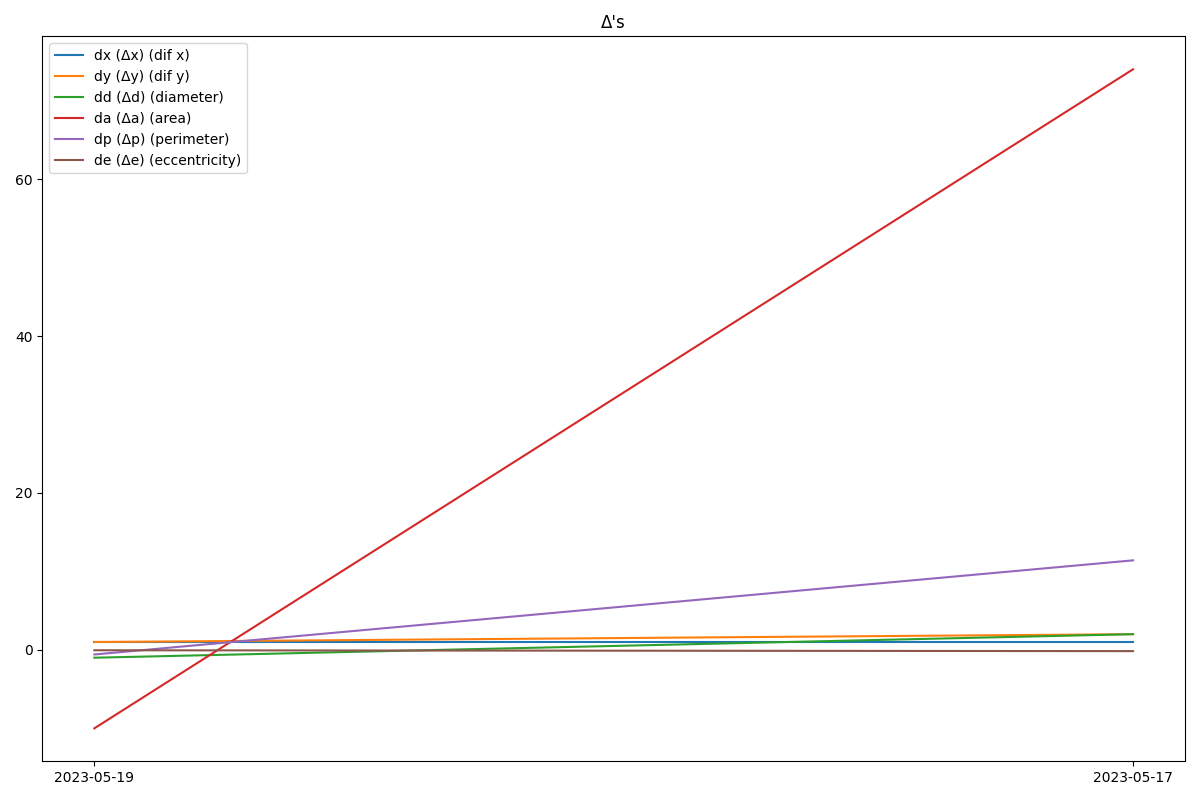 Δ's
dx (Δx) (dif x)
dy (Δy) (dif y)
dd (Δd) (diameter)
da (Δa) (area)
dp (Δp) (perimeter)
de (Δe) (eccentricity)
60
40
20
0
2023-05-19 2023-05-17